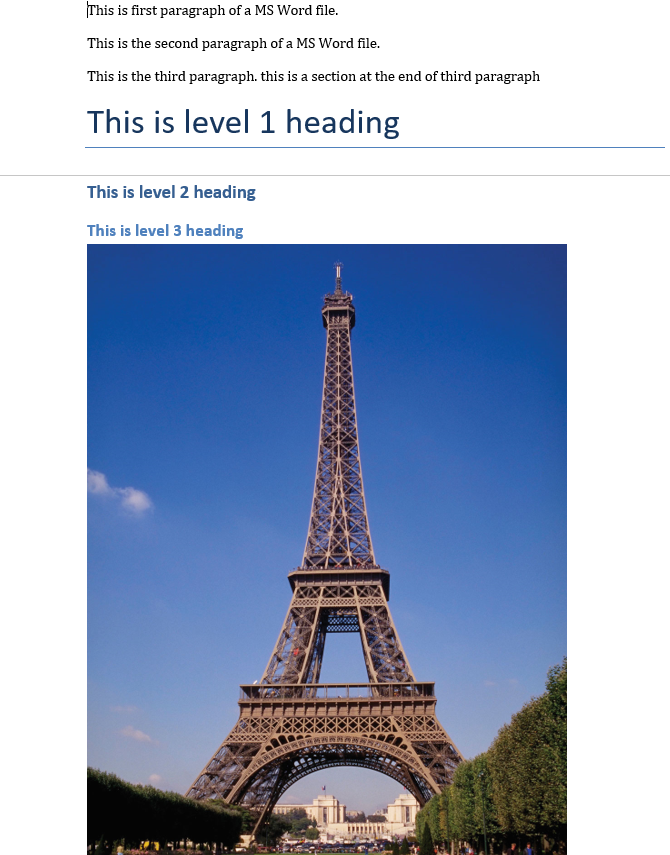 This is first paragraph of a MS Word file.
This is the second paragraph of a MS Word file.
This is the third paragraph. this is a section at the end of third paragraph
This is level 1 heading
This is level 2 heading
This is level 3 heading